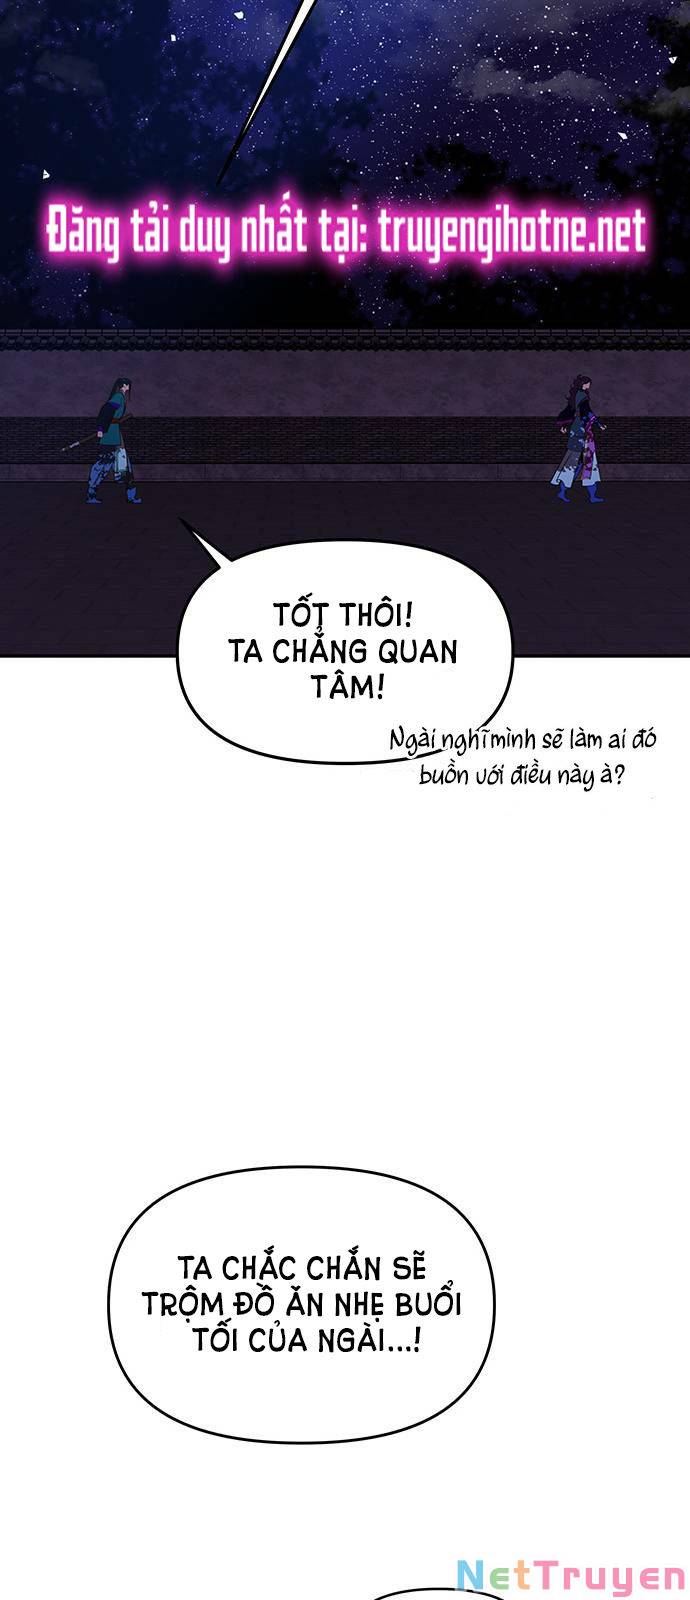 Đăng tải duy nhất tại: truyengihotne.net
TỐT THÔI!
TA CHẲNG QUAN
TÂM!
Ngài nghĩ mình sẽ làm ai đó
buồn với điều này à?
TA CHẮC CHẮN SẼ
TRỘM ĐỒ ĂN NHẸ BUỔI
TỐI CỦA NGÀI...!
NetTruyen